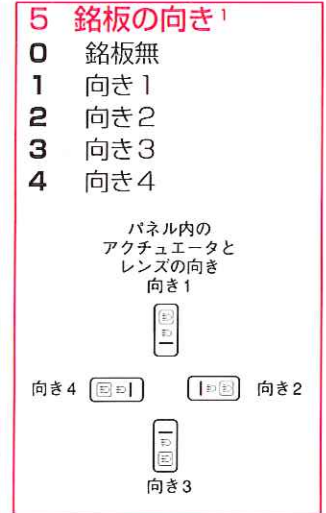 5 銘板の向き¹
0 銘板無
1 向き1
2 向き2
3 向き3
4 向き4
パネル内の
アクチュエータと
レンズの向き
向き1
向き4
向き2
向き3